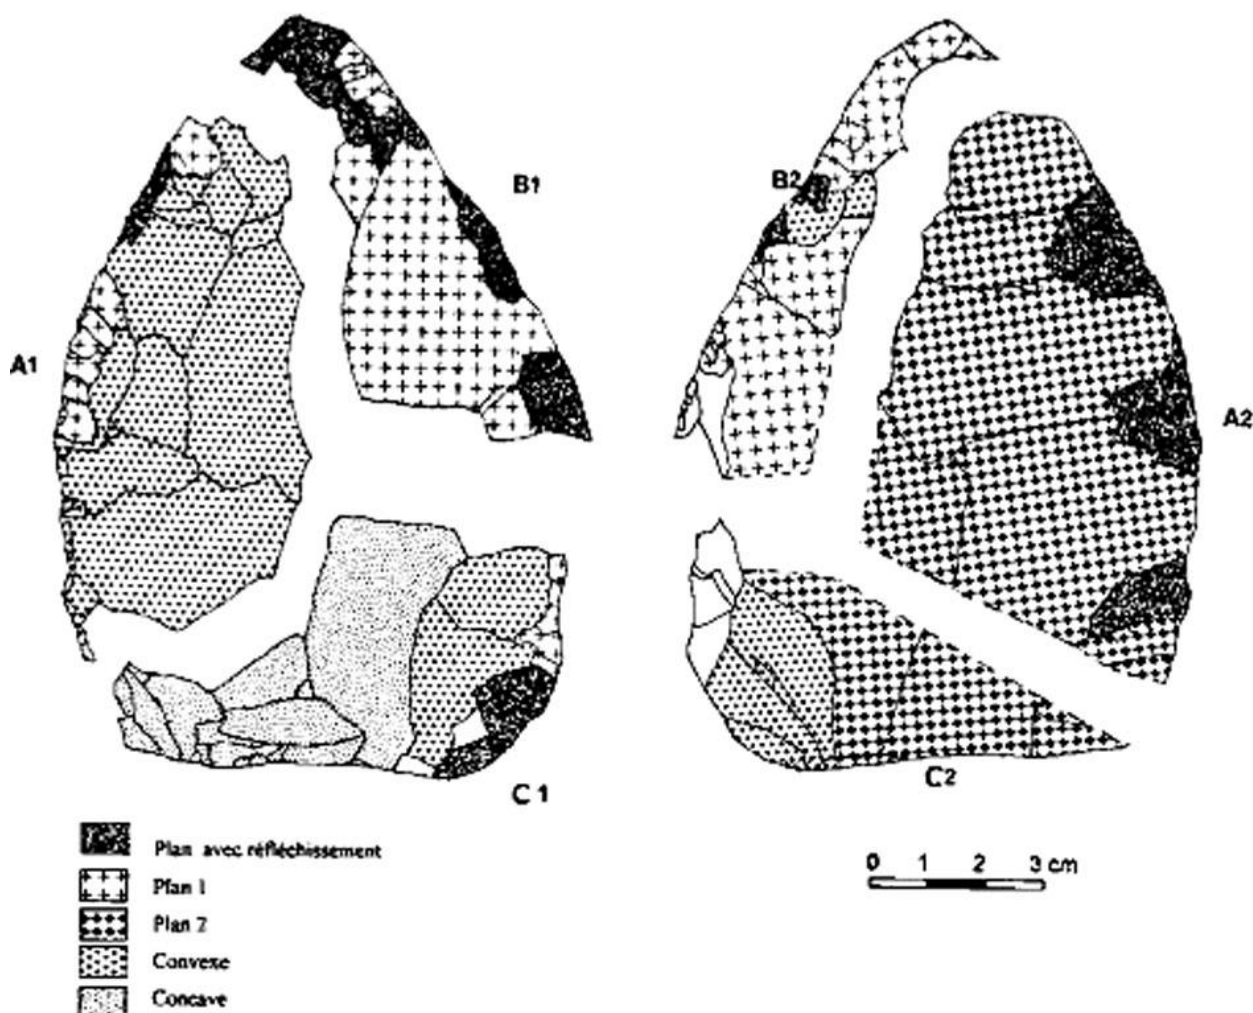 B1
B2
A1
A2
C 1
C2
Plan avec réfléchissement
Plan 1
Plan 2
Convexe
Concave
0 1 2 3 cm